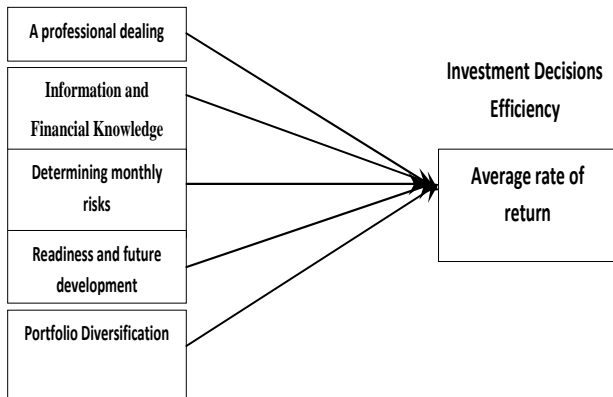 A professional dealing
Information and
Financial Knowledge
Determining monthly
risks
Readiness and future
development
Portfolio Diversification
Investment Decisions
Efficiency
Average rate of
return